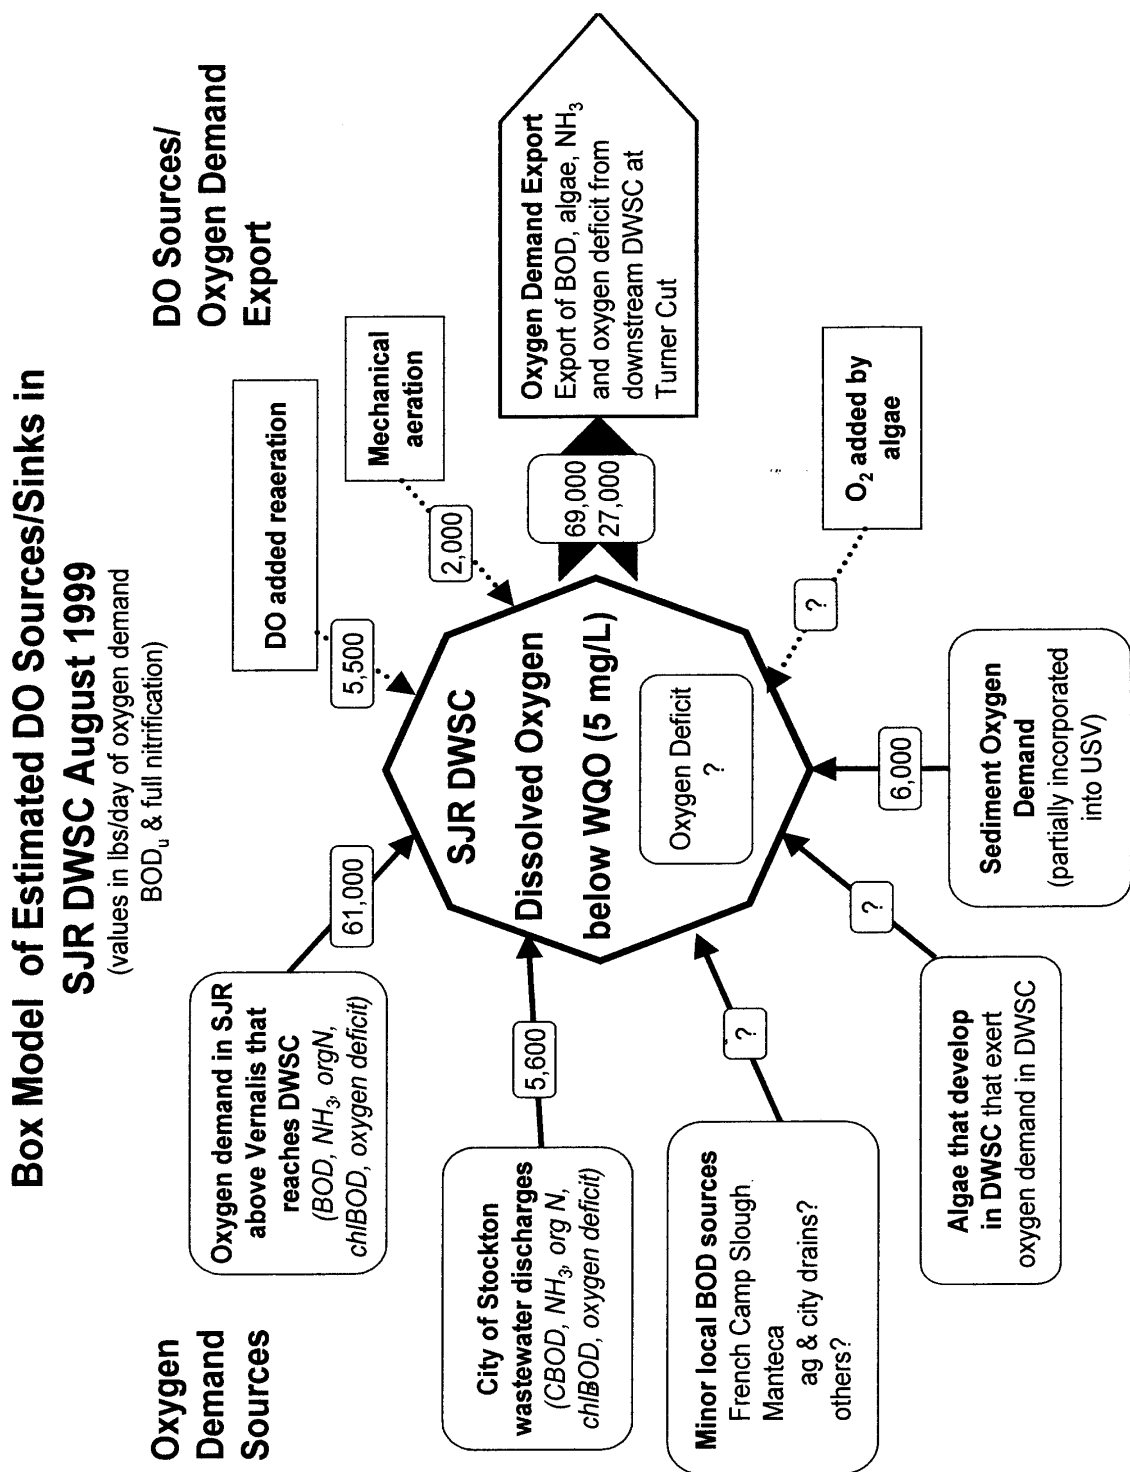 Box Model of Estimated DO Sources/Sinks in
SJR DWSC August 1999
(values in lbs/day of oxygen demand
BODu & full nitrification)
Oxygen
Demand
Sources
DO Sources/
Oxygen Demand
Export
Oxygen demand in SJR
above Vernalis that
reaches DWSC
(BOD, NH3, orgN,
chlBOD, oxygen deficit)
61,000
City of Stockton
wastewater discharges
(CBOD, NH3, org N,
chlBOD, oxygen deficit)
5,600
Minor local BOD sources
French Camp Slough
Manteca
ag & city drains?
others?
?
Algae that develop
in DWSC that exert
oxygen demand in DWSC
?
Sediment Oxygen
Demand
(partially incorporated
into USV)
6,000
SJR DWSC
Dissolved Oxygen
below WQO (5 mg/L)
Oxygen Deficit
?
DO added reaeration
5,500
Mechanical
aeration
2,000
69,000
27,000
Oxygen Demand Export
Export of BOD, algae, NH3
and oxygen deficit from
downstream DWSC at
Turner Cut
O2 added by
algae
?